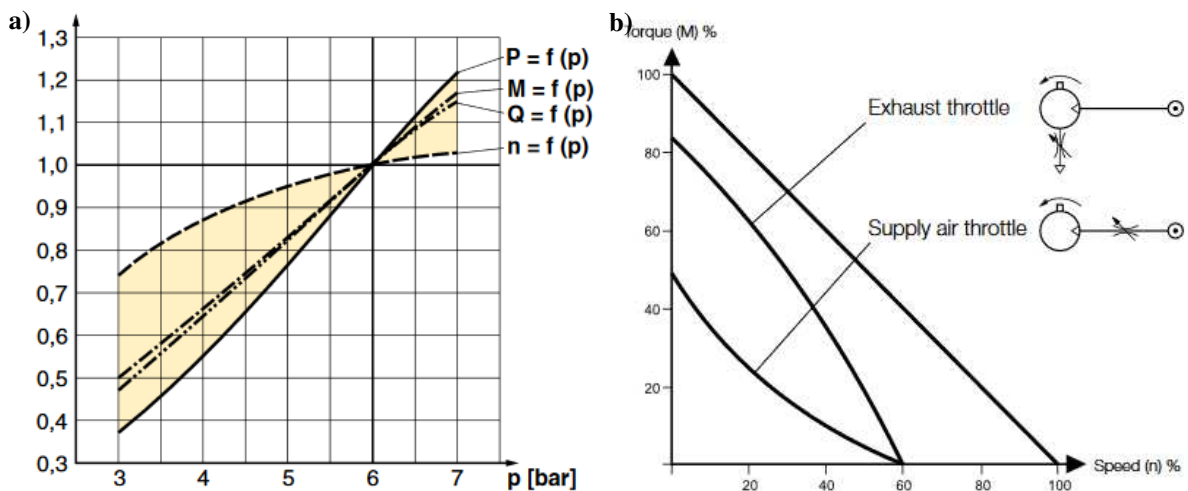 a)
1,3
1,2
1,1
1,0
0,9
0,8
0,7
0,6
0,5
0,4
0,3
3 4 5 6 7 p [bar]
P = f (p)
M = f (p)
Q = f (p)
n = f (p)
b)
Torque (M) %
100
80
60
40
20
20 40 60 80 100 Speed (n) %
Exhaust throttle
Supply air throttle